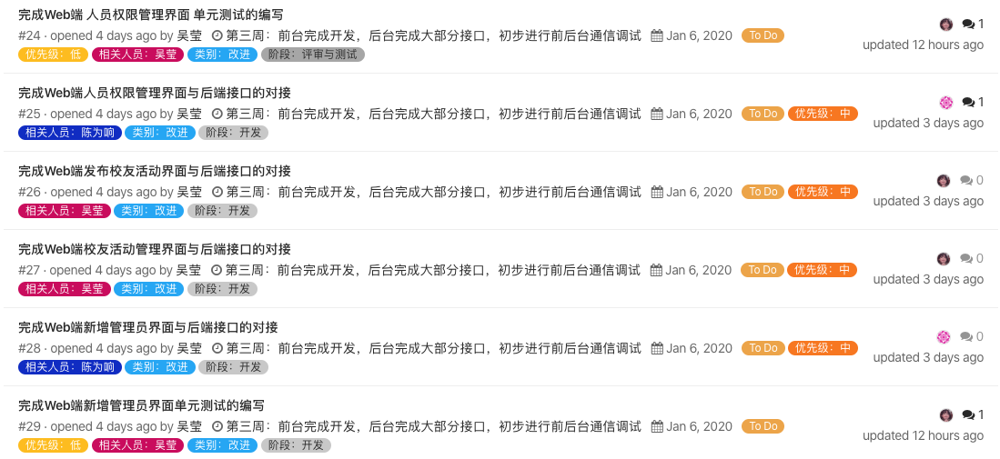 完成Web端 人员权限管理界面 单元测试的编写
1
#24 · opened 4 days ago by 吴莹 第三周：前台完成开发，后台完成大部分接口，初步进行前后台通信调试 Jan 6, 2020 To Do
updated 12 hours ago
优先级：低 相关人员：吴莹 类别：改进 阶段：评审与测试
完成Web端人员权限管理界面与后端接口的对接
1
#25 · opened 4 days ago by 吴莹 第三周：前台完成开发，后台完成大部分接口，初步进行前后台通信调试 Jan 6, 2020 To Do 优先级：中
updated 3 days ago
相关人员：陈为响 类别：改进 阶段：开发
完成Web端发布校友活动界面与后端接口的对接
0
#26 · opened 4 days ago by 吴莹 第三周：前台完成开发，后台完成大部分接口，初步进行前后台通信调试 Jan 6, 2020 To Do 优先级：中
updated 3 days ago
相关人员：吴莹 类别：改进 阶段：开发
完成Web端校友活动管理界面与后端接口的对接
0
#27 · opened 4 days ago by 吴莹 第三周：前台完成开发，后台完成大部分接口，初步进行前后台通信调试 Jan 6, 2020 To Do 优先级：中
updated 3 days ago
相关人员：吴莹 类别：改进 阶段：开发
完成Web端新增管理员界面与后端接口的对接
0
#28 · opened 4 days ago by 吴莹 第三周：前台完成开发，后台完成大部分接口，初步进行前后台通信调试 Jan 6, 2020 To Do 优先级：中
updated 3 days ago
相关人员：陈为响 类别：改进 阶段：开发
完成Web端新增管理员界面单元测试的编写
1
#29 · opened 4 days ago by 吴莹 第三周：前台完成开发，后台完成大部分接口，初步进行前后台通信调试 Jan 6, 2020 To Do
updated 12 hours ago
优先级：低 相关人员：吴莹 类别：改进 阶段：开发